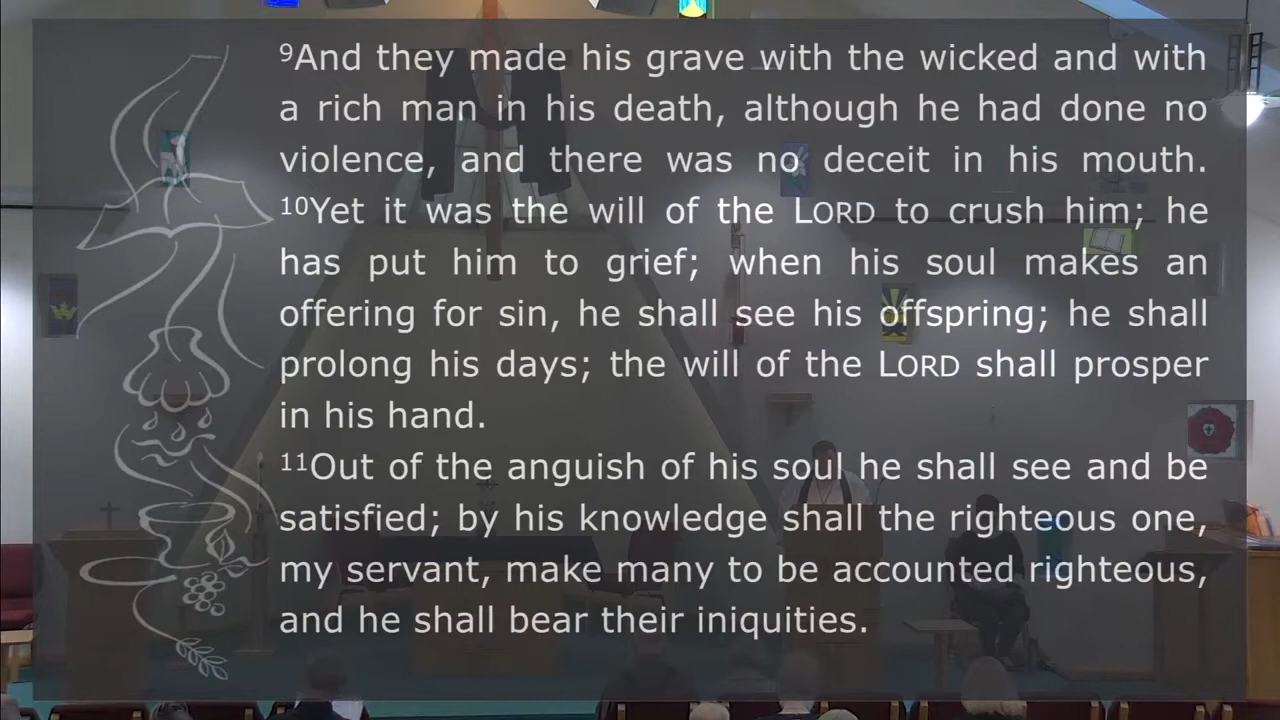 9And they made his grave with the wicked and with
a rich man in his death, although he had done no
violence, and there was no deceit in his mouth.
10Yet it was the will of the LORD to crush him; he
has put him to grief; when his soul makes an
offering for sin, he shall see his offspring; he shall
prolong his days; the will of the LORD shall prosper
in his hand.
11Out of the anguish of his soul he shall see and be
satisfied; by his knowledge shall the righteous one,
my servant, make many to be accounted righteous,
and he shall bear their iniquities.